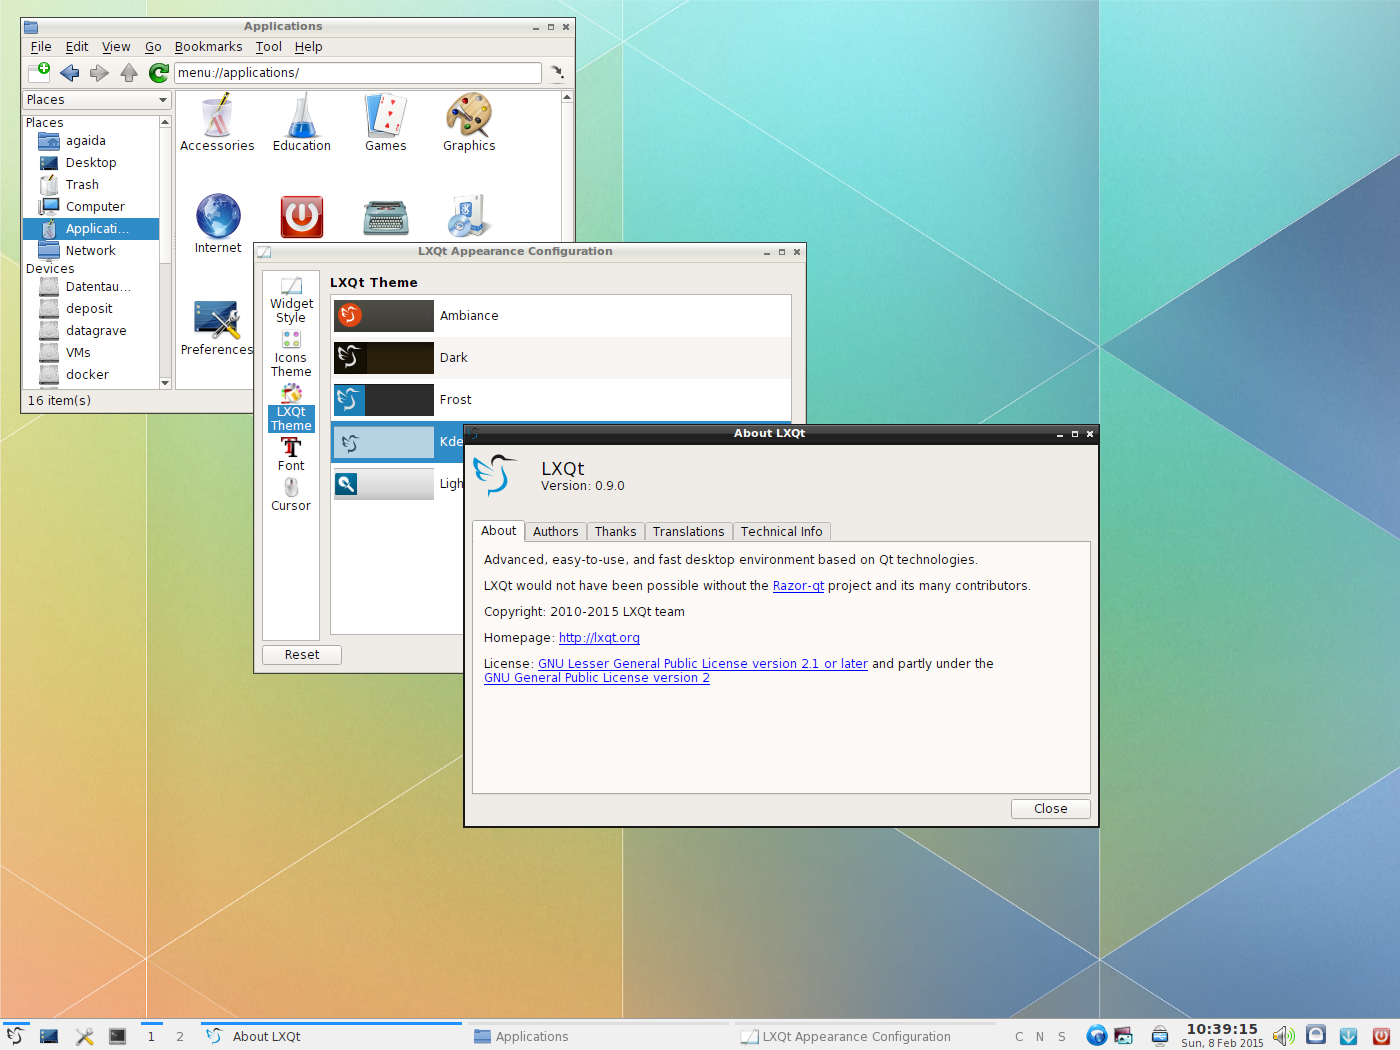 Applications
File Edit View Go Bookmarks Tool Help
menu://applications/
Places
Places
agaida
Desktop
Trash
Computer
Applicati...
Network
Devices
Datentau...
deposit
datagrave
VMs
docker
Accessories Education Games Graphics
Internet
Preferences
16 item(s)
LXQt Appearance Configuration
Widget
Style
Icons
Theme
LXQt
Theme
Font
Cursor
LXQt Theme
Ambiance
Dark
Frost
Kde
Ligh
Reset
About LXQt
LXQt
Version: 0.9.0
About Authors Thanks Translations Technical Info
Advanced, easy-to-use, and fast desktop environment based on Qt technologies.
LXQt would not have been possible without the Razor-qt project and its many contributors.
Copyright: 2010-2015 LXQt team
Homepage: http://lxqt.org
License: GNU Lesser General Public License version 2.1 or later and partly under the
GNU General Public License version 2
Close
1 2 About LXQt Applications LXQt Appearance Configuration C N S
10:39:15
Sun, 8 Feb 2015